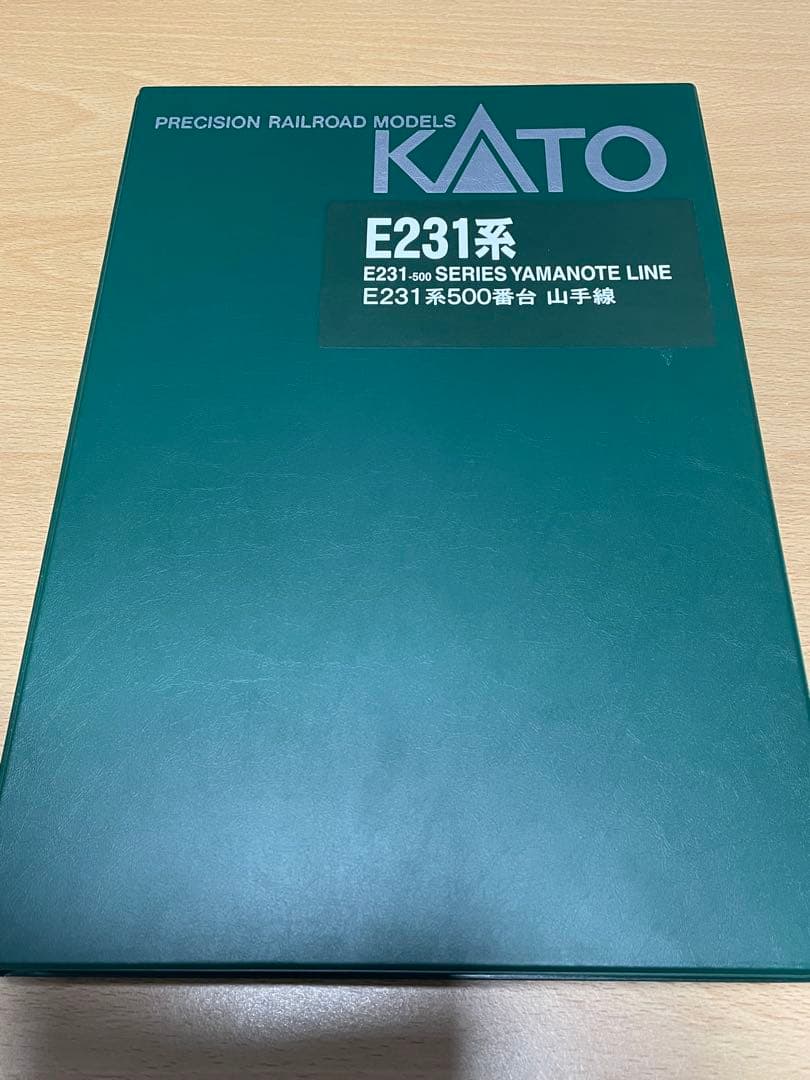 PRECISION RAILROAD MODELS
KATO
E231系
E231-500 SERIES YAMANOTE LINE
E231系500番台 山手線